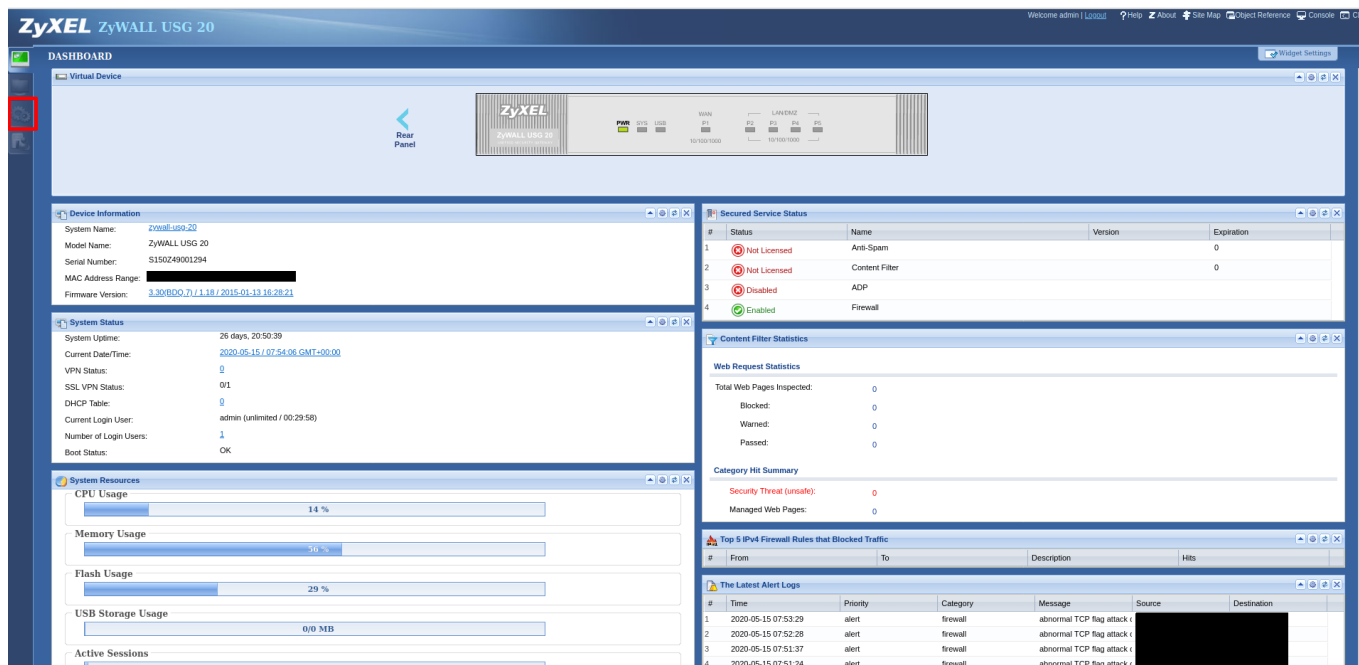 ZyXEL ZyWALL USG 20
Welcome admin | Logout ?Help Z About Site Map Object Reference Console
DASHBOARD
Widget Settings
Virtual Device
Rear
Panel
ZyXEL
ZyWALL USG 20
PWR SYS USB
WAN
P1
10/100/1000
LAN/DMZ
P2 P3 P4 P5
10/100/1000
Device Information
System Name: zywall-usg-20
Model Name: ZyWALL USG 20
Serial Number: S150Z49001294
MAC Address Range:
Firmware Version: 3.30(BDQ.7) / 1.18 / 2015-01-13 16:28:21
System Status
System Uptime: 26 days, 20:50:39
Current Date/Time: 2020-05-15 / 07:54:06 GMT+00:00
VPN Status: 0
SSL VPN Status: 0/1
DHCP Table: 0
Current Login User: admin (unlimited / 00:29:58)
Number of Login Users: 1
Boot Status: OK
System Resources
CPU Usage
14 %
Memory Usage
56 %
Flash Usage
29 %
USB Storage Usage
0/0 MB
Active Sessions
Secured Service Status
# Status Name Version Expiration
1 Not Licensed Anti-Spam 0
2 Not Licensed Content Filter 0
3 Disabled ADP
4 Enabled Firewall
Content Filter Statistics
Web Request Statistics
Total Web Pages Inspected: 0
Blocked: 0
Warned: 0
Passed: 0
Category Hit Summary
Security Threat (unsafe): 0
Managed Web Pages: 0
Top 5 IPv4 Firewall Rules that Blocked Traffic
# From To Description Hits
The Latest Alert Logs
# Time Priority Category Message Source Destination
1 2020-05-15 07:53:29 alert firewall abnormal TCP flag attack
2 2020-05-15 07:52:28 alert firewall abnormal TCP flag attack
3 2020-05-15 07:51:37 alert firewall abnormal TCP flag attack
4 2020-05-15 07:51:24 alert firewall abnormal TCP flag attack